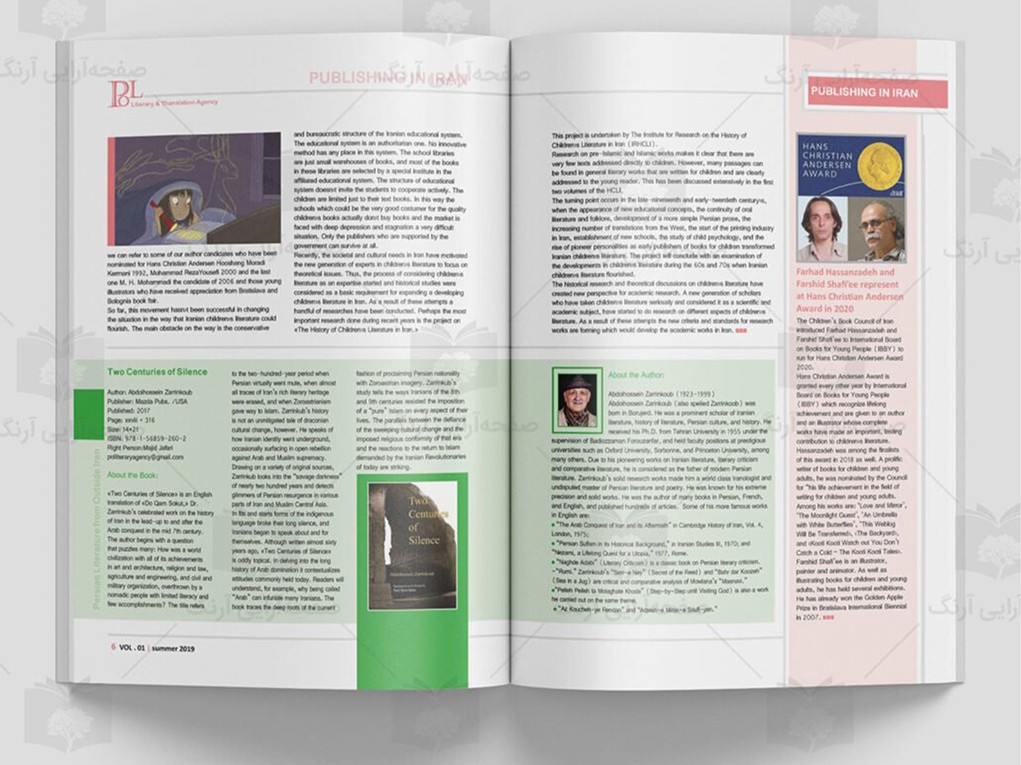 PBL
Literary & Translation Agency
PUBLISHING IN IRAN
we can refer to some of our author candidates who have been
nominated for Hans Christian Andersen Hooshang Moradi
Kermani 1992, Mohammad RezaYousefi 2000 and the last
one M. H. Mohammadi the candidate of 2006 and those young
illustrators who have received appreciation from Bratislava and
Bolognia book fair.
So far, this movement hasn't been successful in changing
the situation in the way that Iranian children's literature could
flourish. The main obstacle on the way is the conservative
and bureaucratic structure of the Iranian educational system.
The educational system is an authoritarian one. No innovative
method has any place in this system. The school libraries
are just small warehouses of books, and most of the books
in these libraries are selected by a special institute in the
affiliated educational system. The structure of educational
system doesn't invite the students to cooperate actively. The
children are limited just to their text books. In this way the
schools which could be the very good costumer for the quality
children's books actually don't buy books and the market is
faced with deep depression and stagnation a very difficult
situation. Only the publishers who are supported by the
government can survive at all.
Recently, the societal and cultural needs in Iran have motivated
the new generation of experts in children's literature to focus on
theoretical issues. Thus, the process of considering children's
literature as an expertise started and historical studies were
considered as a basic requirement for expanding a developing
children's literature in Iran. As a result of these attempts a
handful of researches have been conducted. Perhaps the most
important research done during recent years is the project on
«The History of Children's Literature in Iran.»
Two Centuries of Silence
Author: Abdolhossein Zarrinkoub
Publisher: Mazda Pubs. /USA
Published: 2017
Page: xxviii + 316
Size: 14×21
ISBN: 978-1-56859-260-2
Right Person:Majid Jafari
prliteraryagency@gmail.com
About the Book:
«Two Centuries of Silence» is an English
translation of «Do Qarn Sokut,» Dr.
Zarrinkub's celebrated work on the history
of Iran in the lead-up to and after the
Arab conquest in the mid 7th century.
The author begins with a question
that puzzles many: How was a world
civilization with all of its achievements
in art and architecture, religion and law,
agriculture and engineering, and civil and
military organization, overthrown by a
nomadic people with limited literacy and
few accomplishments? The title refers
to the two-hundred-year period when
Persian virtually went mute, when almost
all traces of Iran's rich literary heritage
were erased, and when Zoroastrianism
gave way to Islam. Zarrinkub's history
is not an unmitigated tale of draconian
cultural change, however. He speaks of
how Iranian identity went underground,
occasionally surfacing in open rebellion
against Arab and Muslim supremacy.
Drawing on a variety of original sources,
Zarrinkub looks into the "savage darkness"
of nearly two hundred years and detects
glimmers of Persian resurgence in various
parts of Iran and Muslim Central Asia.
In fits and starts forms of the indigenous
language broke their long silence, and
Iranians began to speak about and for
themselves. Although written almost sixty
years ago, «Two Centuries of Silence»
is oddly topical. In delving into the long
history of Arab domination it contextualizes
attitudes commonly held today. Readers will
understand, for example, why being called
"Arab" can infuriate many Iranians. The
book traces the deep roots of the current
fashion of proclaiming Persian nationality
with Zoroastrian imagery. Zarrinkub's
study tells the ways Iranians of the 8th
and 9th centuries resisted the imposition
of a "pure" Islam on every aspect of their
lives. The parallels between the defiance
of the sweeping cultural change and the
imposed religious conformity of that era
and the reactions to the return to Islam
demanded by the Iranian Revolutionaries
of today are striking.
Two
Centuries
of
Silence
Persian Literature from Outside Iran
6 VOL . 01 | summer 2019
This project is undertaken by The Institute for Research on the History of
Children's Literature in Iran (IRHCLI).
Research on pre-Islamic and Islamic works makes it clear that there are
very few texts addressed directly to children. However, many passages can
be found in general literary works that are written for children and are clearly
addressed to the young reader. This has been discussed extensively in the first
two volumes of the HCLI.
The turning point occurs in the late-nineteenth and early-twentieth century's,
when the appearance of new educational concepts, the continuity of oral
literature and folklore, development of a more simple Persian prose, the
increasing number of translations from the West, the start of the printing industry
in Iran, establishment of new schools, the study of child psychology, and the
rise of pioneer personalities as early publishers of books for children transformed
Iranian children's literature. The project will conclude with an examination of
the developments in children's literature during the 60s and 70s when Iranian
children's literature flourished.
The historical research and theoretical discussions on children's literature have
created new perspective academic research. A new generation of scholars
who have taken children's literature seriously and considered it as a scientific and
academic subject, have started to do research on different aspects of children's
literature. As a result of these attempts the new criteria and standards for research
works are forming which would develop the academic works in Iran.
About the Author:
Abdolhossein Zarrinkoub (1923-1999)
Abdolhossein Zarrinkoub (also spelled Zarrinkoub) was
born in Borujerd. He was a prominent scholar of Iranian
literature, history of literature, Persian culture, and history. He
received his Ph.D. from Tehran University in 1955 under the
supervision of Badiozzaman Forouzanfar, and held faculty positions at prestigious
universities such as Oxford University, Sorbonne, and Princeton University, among
many others. Due to his pioneering works on Iranian literature, literary criticism
and comparative literature, he is considered as the father of modern Persian
literature. Zarrinkoub's solid research works made him a world class Iranologist and
undisputed master of Persian literature and poetry. He was known for his extreme
precision and solid works. He was the author of many books in Persian, French,
and English, and published hundreds of articles. Some of his more famous works
in English are:
• "The Arab Conquest of Iran and its Aftermath" in Cambridge History of Iran, Vol. 4,
London, 1975;
• "Persian Sufism in Its Historical Background," in Iranian Studies III, 1970; and
• "Nezami, a Lifelong Quest for a Utopia," 1977, Rome.
• "Naghde Adabi" (Literary Criticism) is a classic book on Persian literary criticism.
• "Rumi." Zarrinkoub's "Serr-e Ney" (Secret of the Reed) and "Bahr dar Koozeh"
(Sea in a Jug) are critical and comparative analysis of Mowlana's "Masnavi."
• "Pelleh Pelleh ta Molaghate Khoda" (Step-by-Step until Visiting God) is also a work
he carried out on the same theme.
PUBLISHING IN IRAN
HANS
CHRISTIAN
ANDERSEN
AWARD
Farhad Hassanzadeh and
Farshid Shafi'ee represent
at Hans Christian Andersen
Award in 2020
The Children's Book Council of Iran
introduced Farhad Hassanzadeh and
Farshid Shafi'ee to International Board
on Books for Young People (IBBY) to
run for Hans Christian Andersen Award
2020.
Hans Christian Andersen Award is
granted every other year by International
Board on Books for Young People
(IBBY) which recognize lifelong
achievement and are given to an author
and an illustrator whose complete
works have made an important, lasting
contribution to children's literature.
Hassanzadeh was among the finalists
of this award in 2018 as well. A prolific
writer of books for children and young
adults, he was nominated by the Council
for "his life achievement in the field of
writing for children and young adults.
Among his works are: "Love and Mirror",
"The Moonlight Guest", "An Umbrella
with White Butterflies", "This Weblog
Will Be Transferred», «The Backyard»,
and «Kooti Kooti Watch out You Don't
Catch a Cold – The Kooti Kooti Tales».
Farshid Shafi'ee is an illustrator,
painter and animator. As well as
illustrating books for children and young
adults, he has held several exhibitions.
He has already won the Golden Apple
Prize in Bratislava International Biennial
in 2007.
صفحه‌آرایی آرنگ